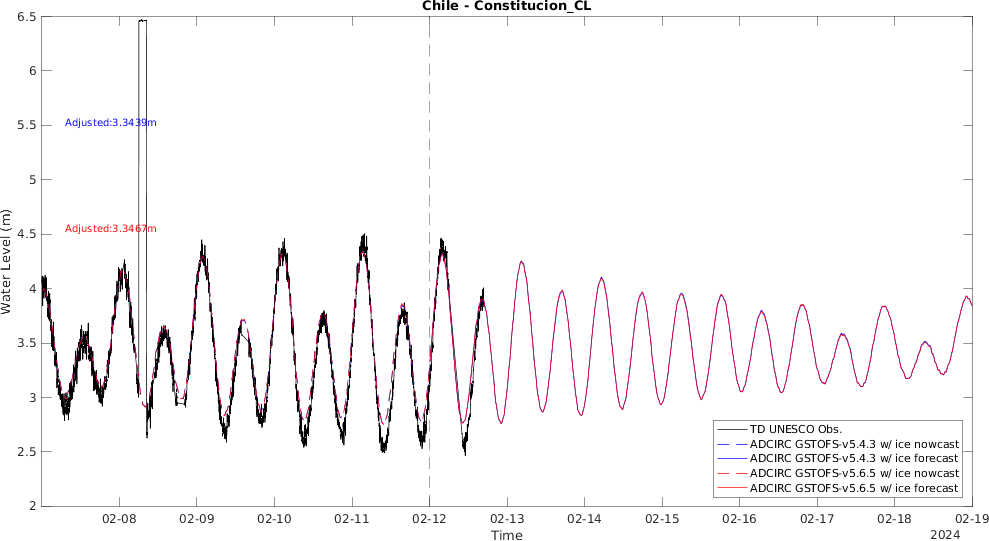 Chile - Constitucion_CL
6.5
6
5.5
5
4.5
4
3.5
3
2.5
2
Water Level (m)
Adjusted:3.3439m
Adjusted:3.3467m
TD UNESCO Obs.
ADCIRC GSTOFS-v5.4.3 w/ ice nowcast
ADCIRC GSTOFS-v5.4.3 w/ ice forecast
ADCIRC GSTOFS-v5.6.5 w/ ice nowcast
ADCIRC GSTOFS-v5.6.5 w/ ice forecast
02-08 02-09 02-10 02-11 02-12 02-13 02-14 02-15 02-16 02-17 02-18 02-19
Time
2024